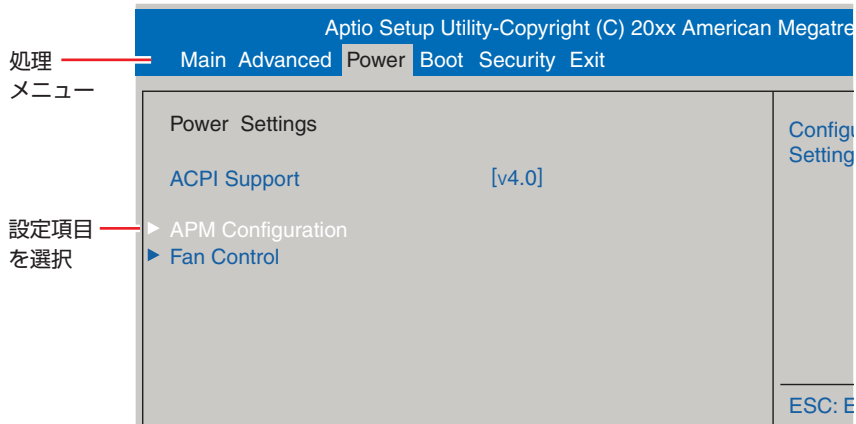 Aptio Setup Utility-Copyright (C) 20xx American Megatre
処理
メニュー
Main Advanced Power Boot Security Exit
Power Settings
ACPI Support [v4.0]
設定項目
を選択
▶ APM Configuration
▶ Fan Control
Configu
Setting
ESC: E